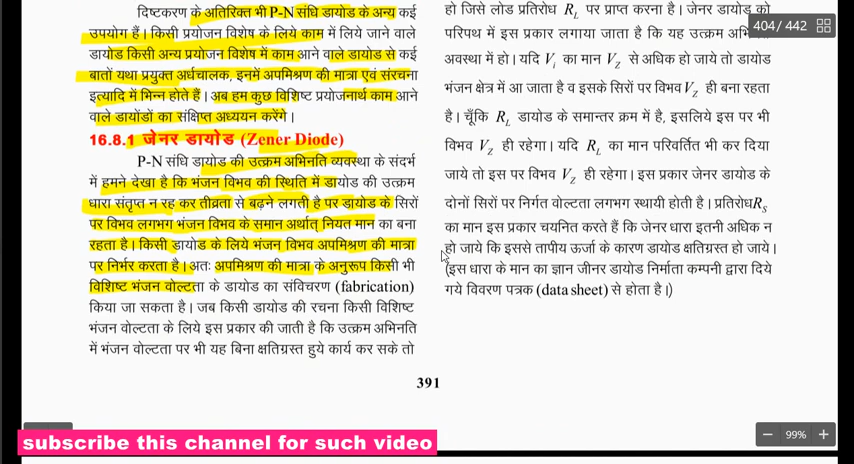 दिष्टकरण के अतिरिक्त भी P-N संधि डायोड के अन्य कई
उपयोग हैं। किसी प्रयोजन विशेष के लिये काम में लिये जाने वाले
डायोड किसी अन्य प्रयोजन विशेष में काम आने वाले डायोड से कई
बातों यथा प्रयुक्त अर्धचालक, इनमें अपमिश्रण की मात्रा एवं संरचना
इत्यादि में भिन्न होते हैं। अब हम कुछ विशिष्ट प्रयोजनार्थ काम आने
वाले डायोंडों का संक्षिप्त अध्ययन करेंगे।
16.8.1 जेनर डायोड (Zener Diode)
P-N संधि डायोड की उत्क्रम अभिनति व्यवस्था के संदर्भ
में हमने देखा है कि भंजन विभव की स्थिति में डायोड की उत्क्रम
धारा संतृप्त न रह कर तीव्रता से बढ़ने लगती है पर डायोड के सिरों
पर विभव लगभग भंजन विभव के समान अर्थात् नियत मान का बना
रहता है। किसी डायोड के लिये भंजन विभव अपमिश्रण की मात्रा
पर निर्भर करता है। अतः अपमिश्रण की मात्रा के अनुरूप किसी भी
विशिष्ट भंजन वोल्टता के डायोड का संविचरण (fabrication)
किया जा सकता है। जब किसी डायोड की रचना किसी विशिष्ट
भंजन वोल्टता के लिये इस प्रकार की जाती है कि उत्क्रम अभिनति
में भंजन वोल्टता पर भी यह बिना क्षतिग्रस्त हुये कार्य कर सके तो
हो जिसे लोड प्रतिरोध R_L पर प्राप्त करना है। जेनर डायोड को
परिपथ में इस प्रकार लगाया जाता है कि यह उत्क्रम
अवस्था में हो। यदि V_i का मान V_Z से अधिक हो जाये तो डायोड
भंजन क्षेत्र में आ जाता है व इसके सिरों पर विभव V_Z ही बना रहता
है। चूँकि R_L डायोड के समान्तर क्रम में है, इसलिये इस पर भी
विभव V_Z ही रहेगा। यदि R_L का मान परिवर्तित भी कर दिया
जाये तो इस पर विभव V_Z ही रहेगा। इस प्रकार जेनर डायोड के
दोनों सिरों पर निर्गत वोल्टता लगभग स्थायी होती है। प्रतिरोध R_S
का मान इस प्रकार चयनित करते हैं कि जेनर धारा इतनी अधिक न
हो जाये कि इससे तापीय ऊर्जा के कारण डायोड क्षतिग्रस्त हो जाये।
(इस धारा के मान का ज्ञान जीनर डायोड निर्माता कम्पनी द्वारा दिये
गये विवरण पत्रक (data sheet) से होता है।)
404 / 442
391
99%
subscribe this channel for such video